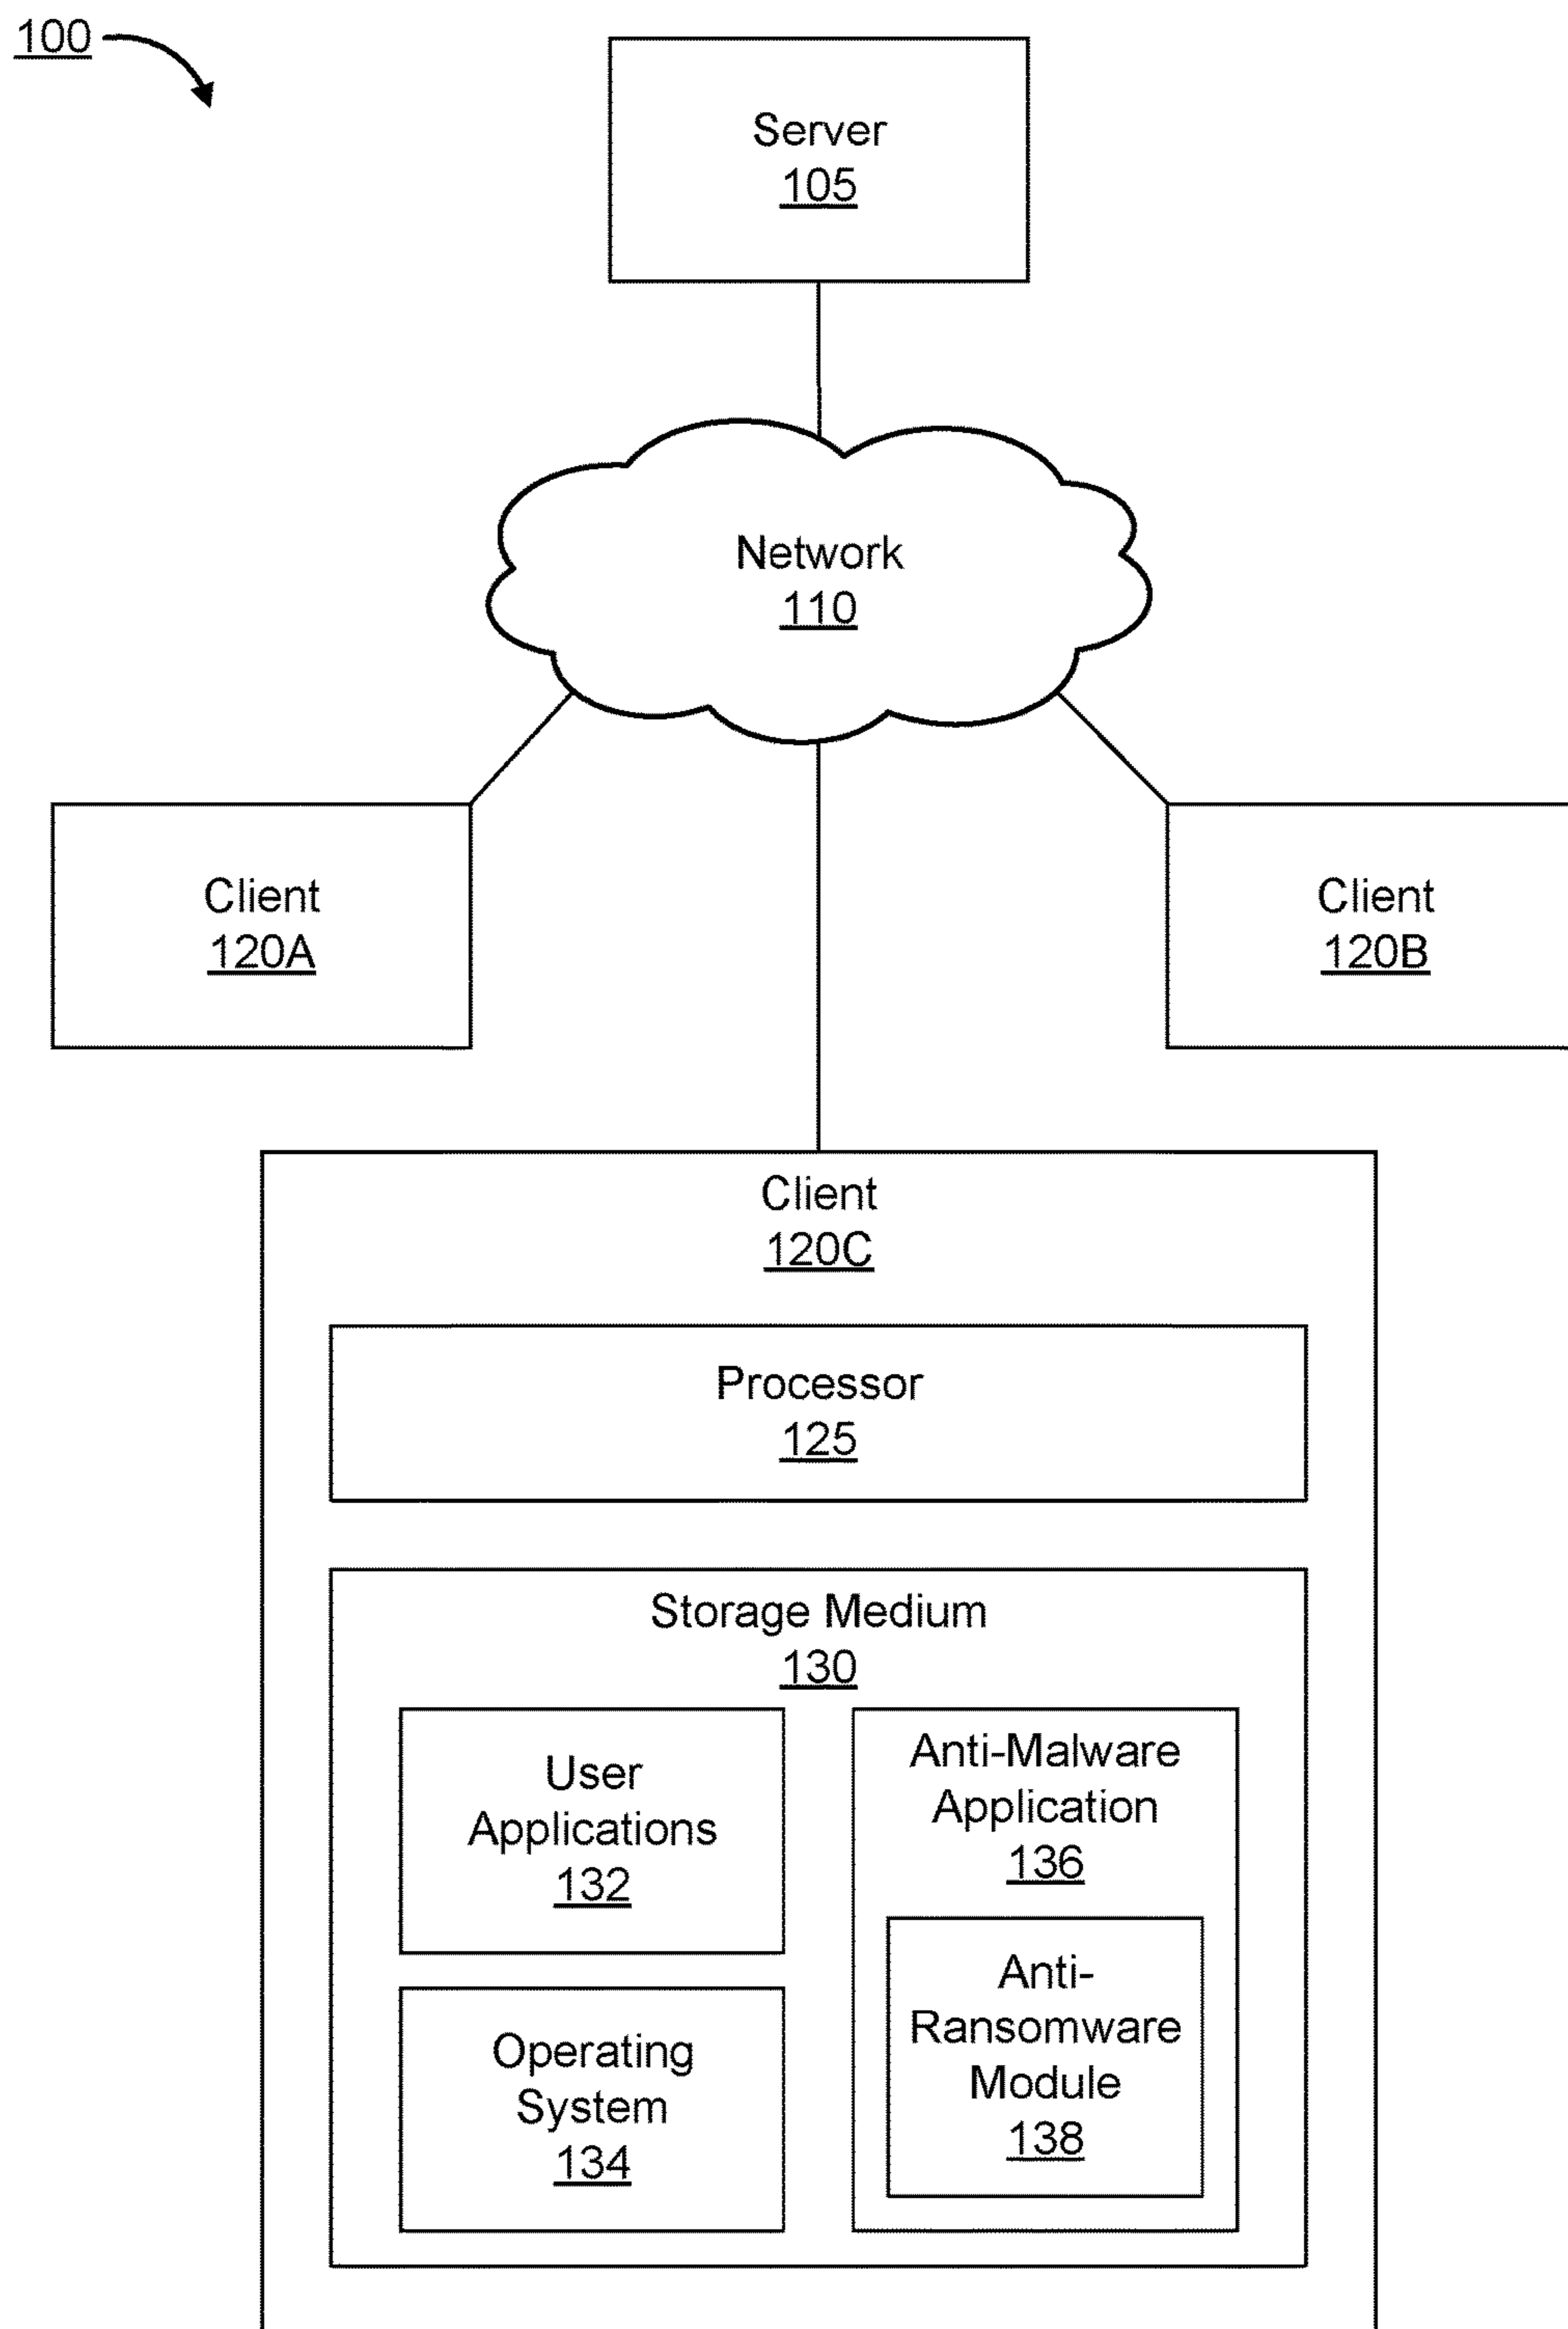 100
Server
105
Network
110
Client
120A
Client
120B
Client
120C
Processor
125
Storage Medium
130
User
Applications
132
Operating
System
134
Anti-Malware
Application
136
Anti-
Ransomware
Module
138